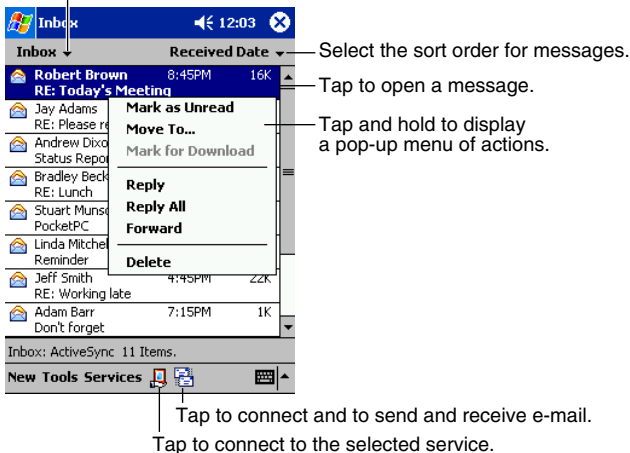 Inbox 12:03
Inbox Received Date
Select the sort order for messages.
Robert Brown 8:45PM 16K
RE: Today's Meeting
Tap to open a message.
Jay Adams
RE: Please re
Andrew Dixo
Status Repor
Bradley Beck
RE: Lunch
Stuart Munso
PocketPC
Linda Mitchel
Reminder
Jeff Smith 4:45PM 22K
RE: Working late
Adam Barr 7:15PM 1K
Don't forget
Mark as Unread
Move To...
Mark for Download
Reply
Reply All
Forward
Delete
Tap and hold to display
a pop-up menu of actions.
Inbox: ActiveSync 11 Items.
New Tools Services
Tap to connect and to send and receive e-mail.
Tap to connect to the selected service.